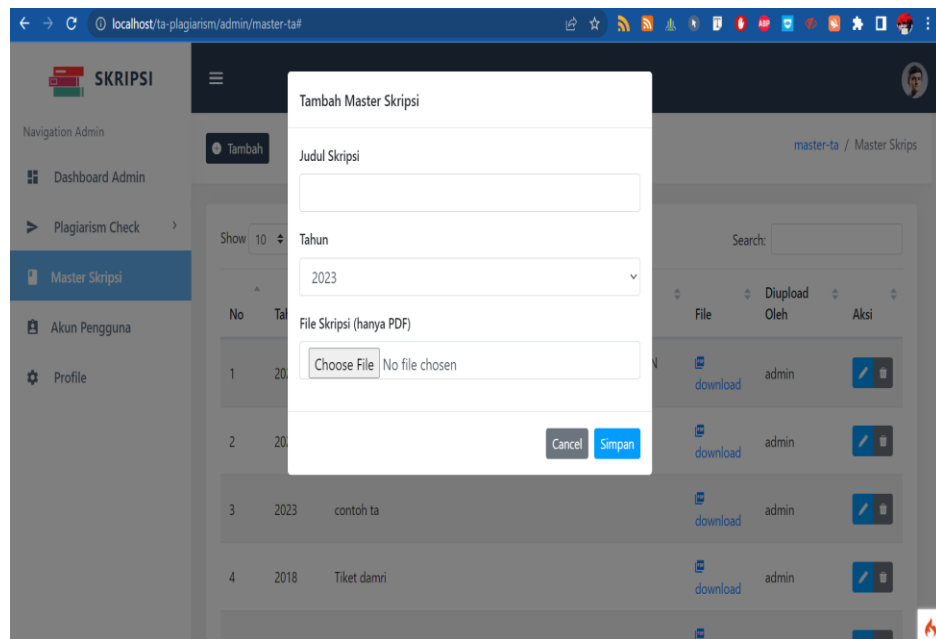 localhost/ta-plagiarism/admin/master-ta#
SKRIPSI
Navigation Admin
Dashboard Admin
Plagiarism Check
Master Skripsi
Akun Pengguna
Profile
Tambah
master-ta / Master Skrips
Show 10
Search:
No
File
Diupload
Oleh
Aksi
1
download
admin
2
download
admin
3 2023 contoh ta
download
admin
4 2018 Tiket damri
download
admin
Tambah Master Skripsi
Judul Skripsi
Tahun
2023
File Skripsi (hanya PDF)
Choose File No file chosen
Cancel Simpan